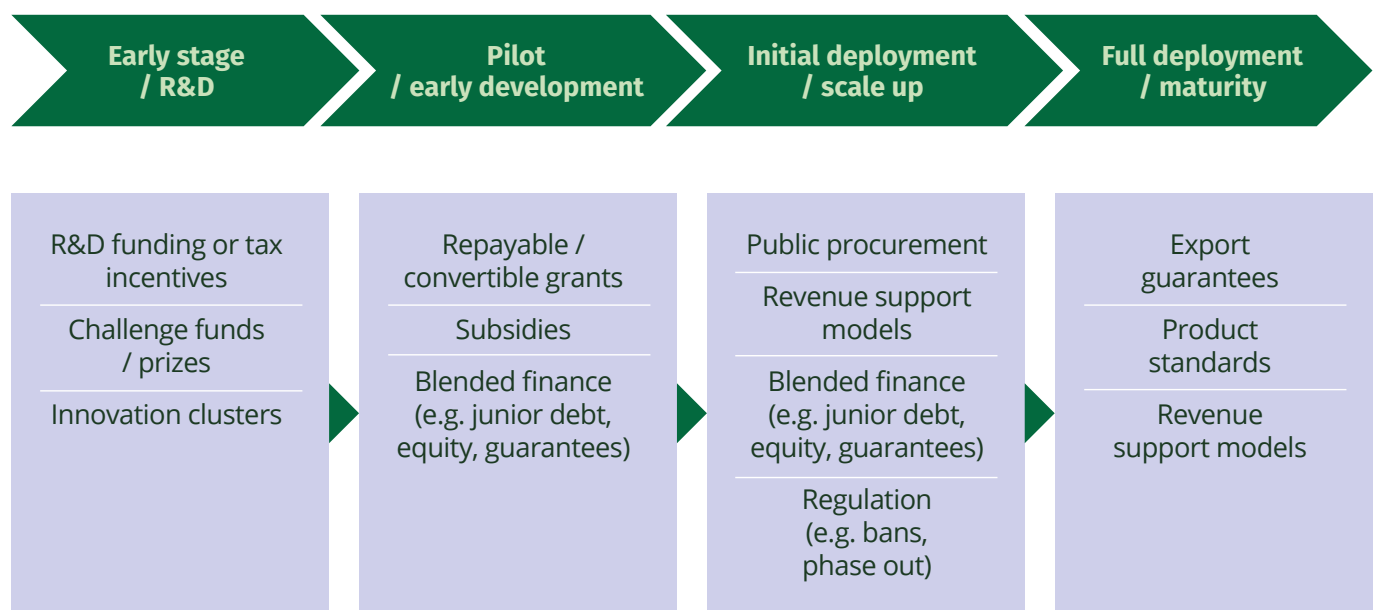 Early stage
/ R&D
Pilot
/ early development
Initial deployment
/ scale up
Full deployment
/ maturity
R&D funding or tax
incentives
Challenge funds
/ prizes
Innovation clusters
Repayable /
convertible grants
Subsidies
Blended finance
(e.g. junior debt,
equity, guarantees)
Public procurement
Revenue support
models
Blended finance
(e.g. junior debt,
equity, guarantees)
Regulation
(e.g. bans,
phase out)
Export
guarantees
Product
standards
Revenue
support models